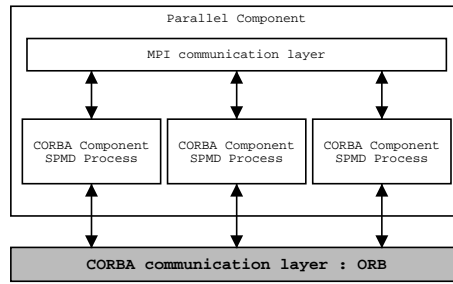 Parallel Component
MPI communication layer
CORBA Component
SPMD Process
CORBA Component
SPMD Process
CORBA Component
SPMD Process
CORBA communication layer : ORB